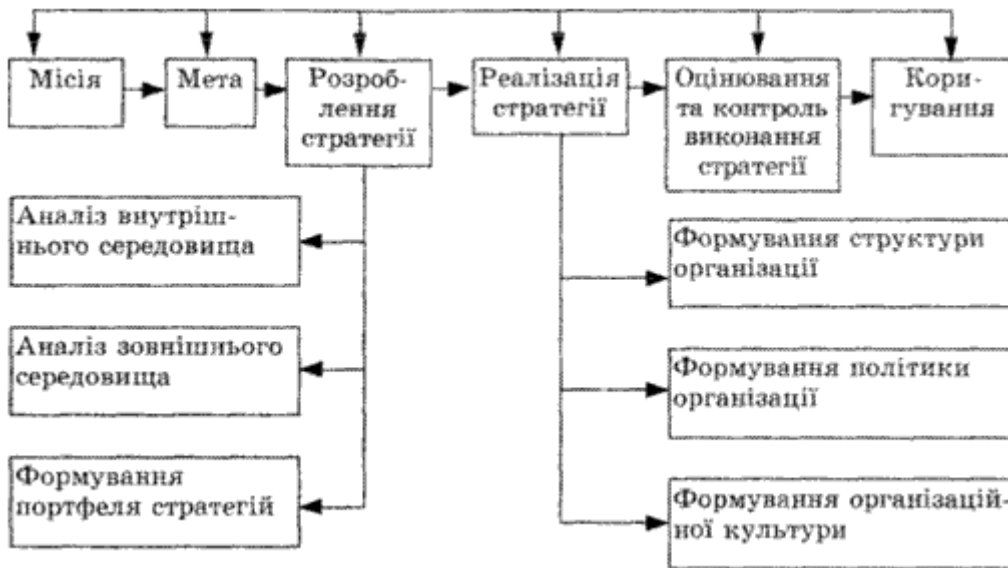 Місія
Мета
Розроб-
лення
стратегії
Реалізація
стратегії
Оцінювання
та контроль
виконання
стратегії
Кори-
гування
Аналіз внутріш-
нього середовища
Аналіз зовнішнього
середовища
Формування
портфеля стратегій
Формування структури
організації
Формування політики
організації
Формування організацій-
ної культури